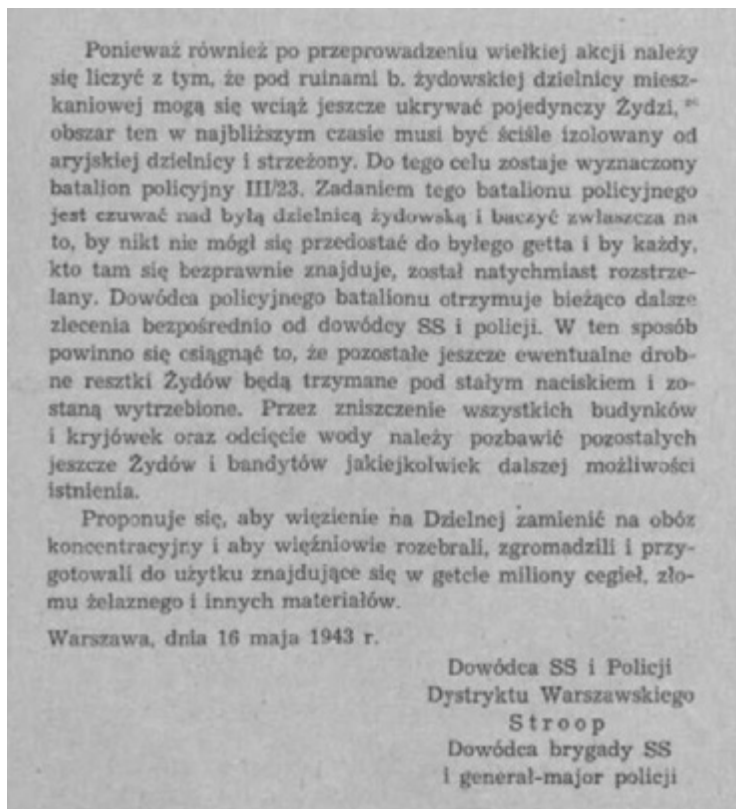 Ponieważ również po przeprowadzeniu wielkiej akcji należy
się liczyć z tym, że pod ruinami b. żydowskiej dzielnicy miesz-
kaniowej mogą się wciąż jeszcze ukrywać pojedynczy Żydzi,
obszar ten w najbliższym czasie musi być ściśle izolowany od
aryjskiej dzielnicy i strzeżony. Do tego celu zostaje wyznaczony
batalion policyjny III/23. Zadaniem tego batalionu policyjnego
jest czuwać nad byłą dzielnicą żydowską i baczyć zwłaszcza na
to, by nikt nie mógł się przedostać do byłego getta i by każdy,
kto tam się bezprawnie znajduje, został natychmiast rozstrze-
lany. Dowódca policyjnego batalionu otrzymuje bieżąco dalsze
zlecenia bezpośrednio od dowódcy SS i policji. W ten sposób
powinno się osiągnąć to, że pozostałe jeszcze ewentualne drob-
ne resztki Żydów będą trzymane pod stałym naciskiem i zo-
staną wytrzebione. Przez zniszczenie wszystkich budynków
i kryjówek oraz odcięcie wody należy pozbawić pozostałych
jeszcze Żydów i bandytów jakiejkolwiek dalszej możliwości
istnienia.
Proponuje się, aby więzienie na Dzielnej zamienić na obóz
koncentracyjny i aby więźniowie rozebrali, zgromadzili i przy-
gotowali do użytku znajdujące się w getcie miliony cegieł, zło-
mu żelaznego i innych materiałów.
Warszawa, dnia 16 maja 1943 r.
Dowódca SS i Policji
Dystryktu Warszawskiego
Stroop
Dowódca brygady SS
i generał-major policji